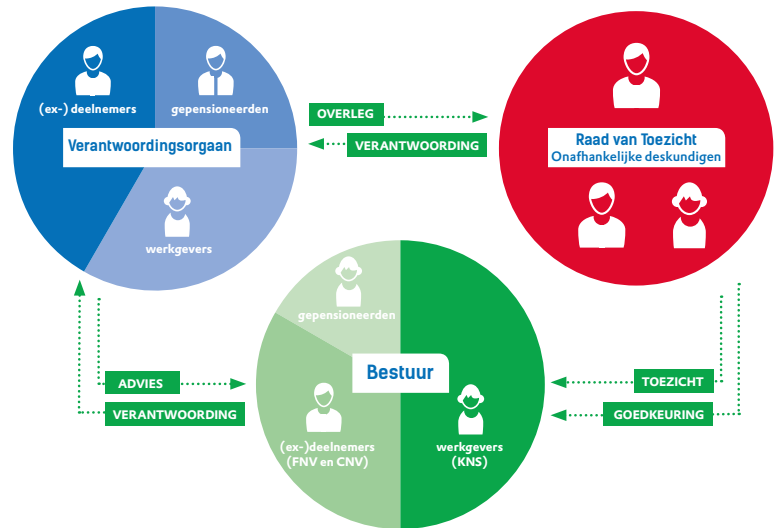 (ex-) deelnemers
gepensioneerden
Verantwoordingsorgaan
werkgevers
OVERLEG
VERANTWOORDING
Raad van Toezicht
Onafhankelijke deskundigen
gepensioneerden
Bestuur
(ex-)deelnemers
(FNV en CNV)
werkgevers
(KNS)
ADVIES
VERANTWOORDING
TOEZICHT
GOEDKEURING